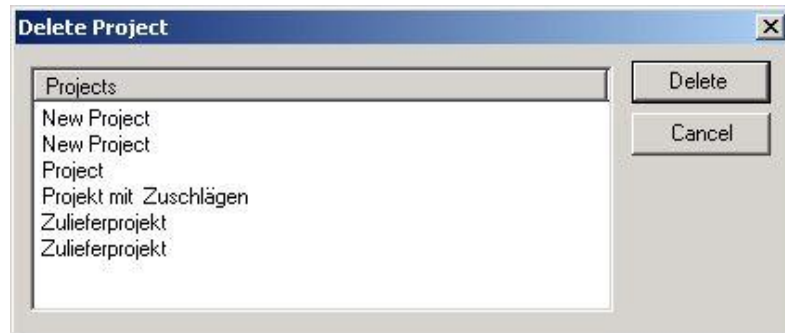 Delete Project
Projects
Delete
New Project
New Project
Cancel
Project
Projekt mit Zuschlägen
Zulieferprojekt
Zulieferprojekt